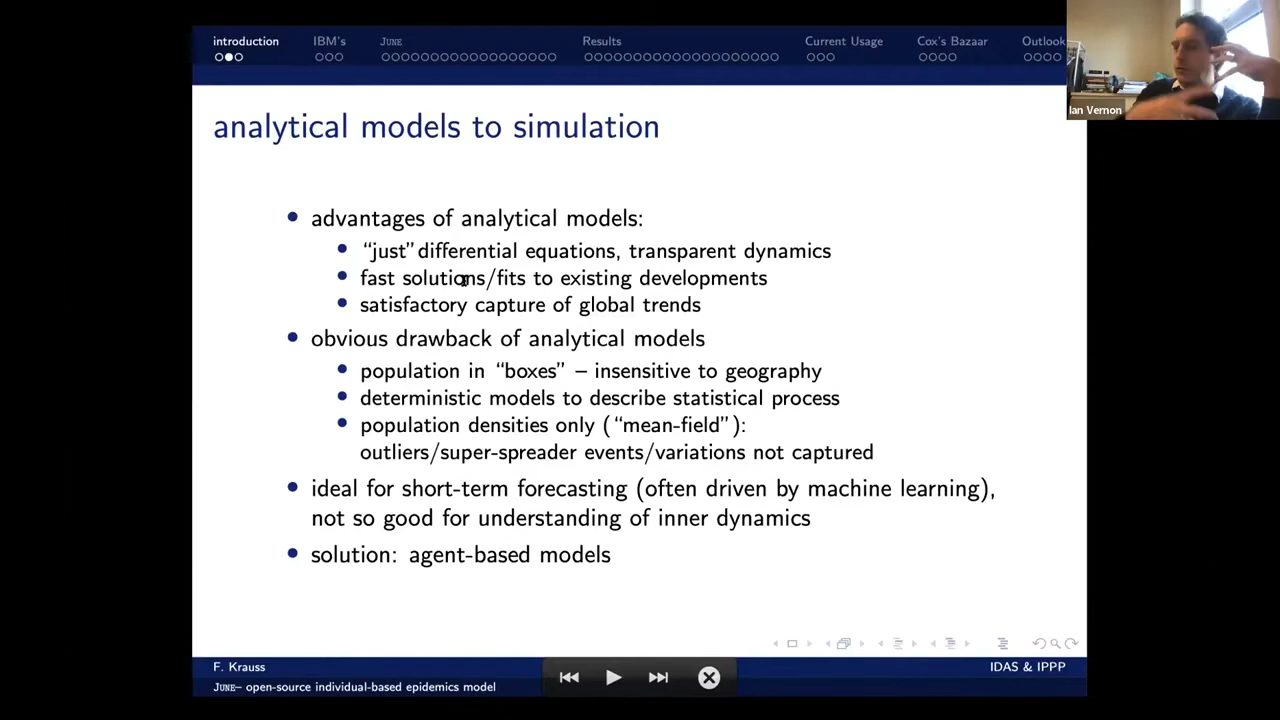 introduction IBM's JUNE Results Current Usage Cox's Bazaar Outlook
Ian Vernon
analytical models to simulation
• advantages of analytical models:
• “just”differential equations, transparent dynamics
• fast solutions/fits to existing developments
• satisfactory capture of global trends
• obvious drawback of analytical models
• population in “boxes” – insensitive to geography
• deterministic models to describe statistical process
• population densities only (“mean-field”):
outliers/super-spreader events/variations not captured
• ideal for short-term forecasting (often driven by machine learning),
not so good for understanding of inner dynamics
• solution: agent-based models
F. Krauss IDAS & IPPP
JUNE– open-source individual-based epidemics model